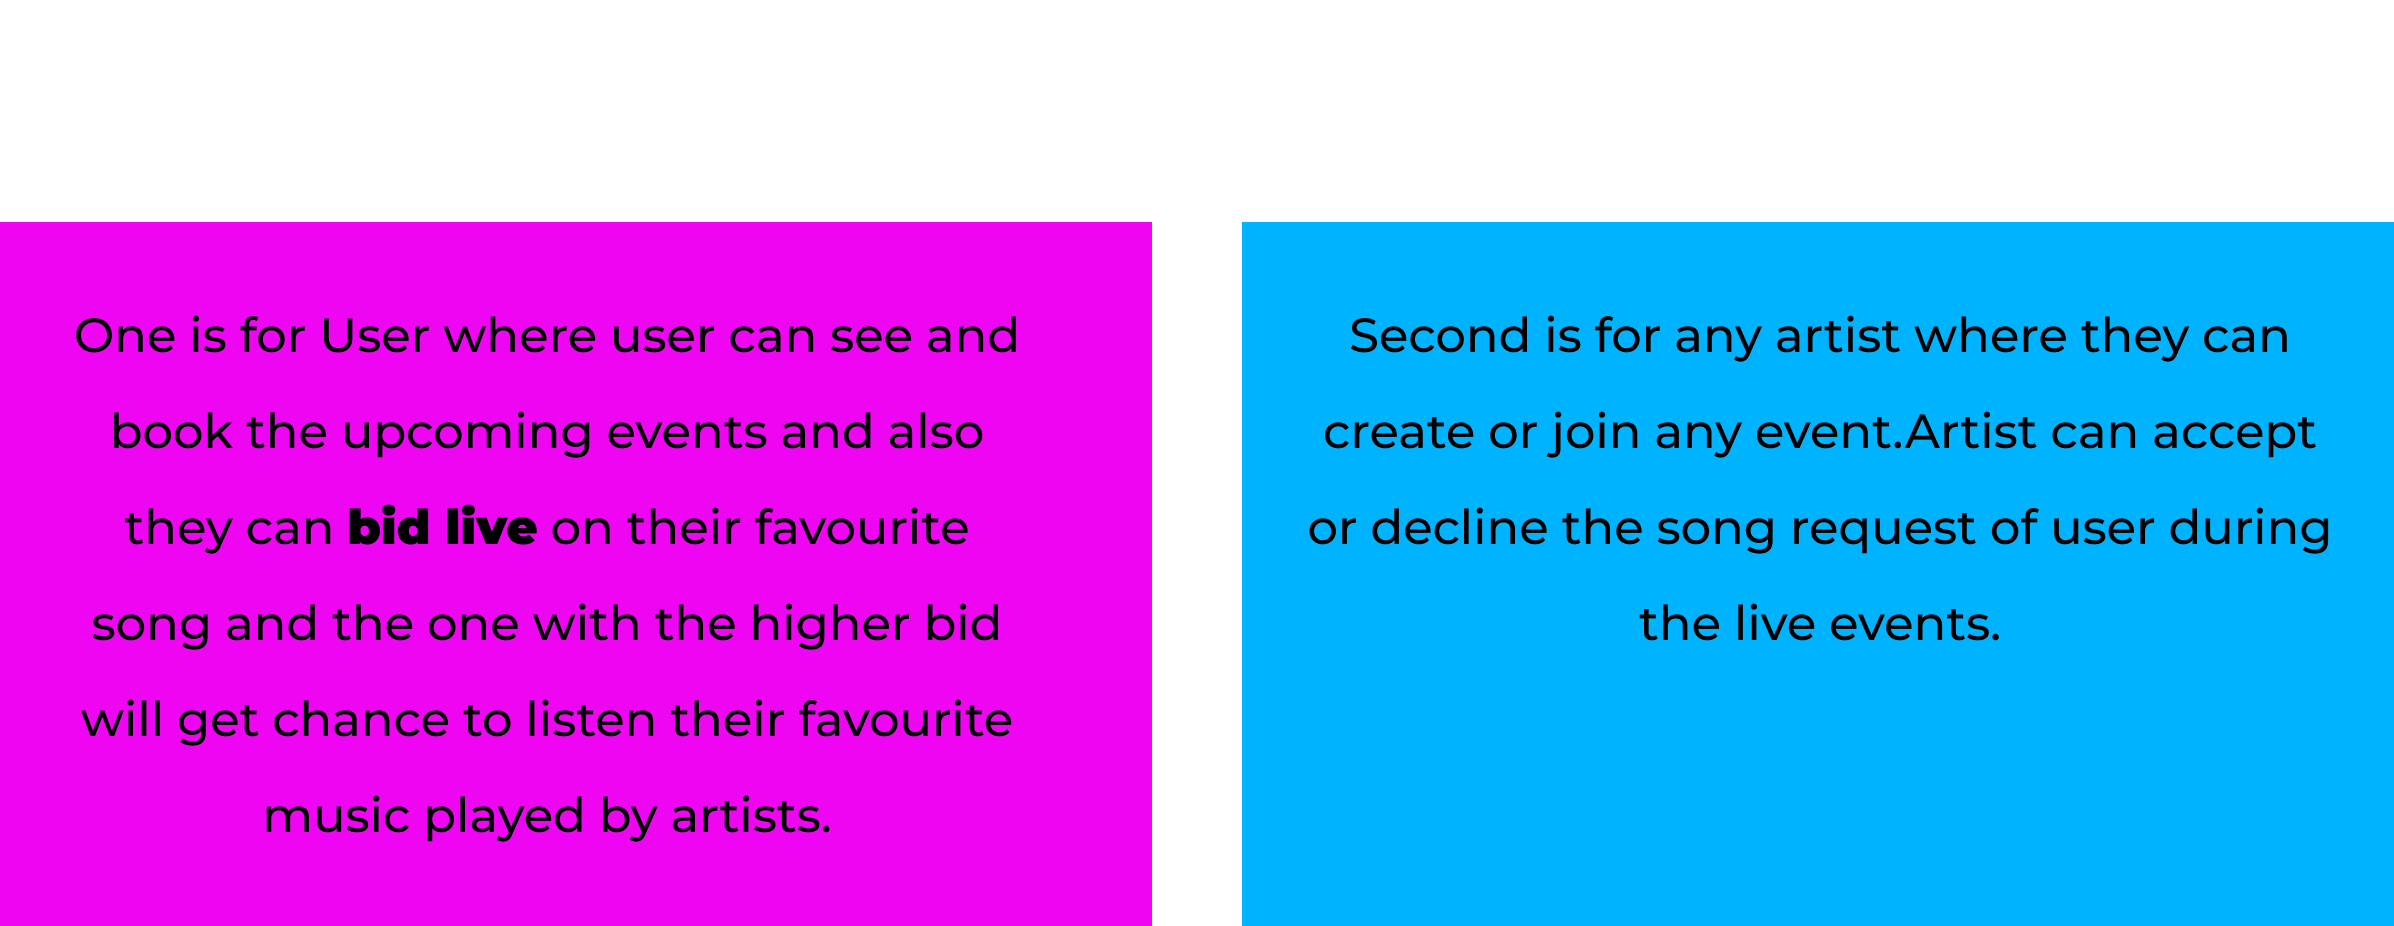 One is for User where user can see and
book the upcoming events and also
they can bid live on their favourite
song and the one with the higher bid
will get chance to listen their favourite
music played by artists.
Second is for any artist where they can
create or join any event.Artist can accept
or decline the song request of user during
the live events.